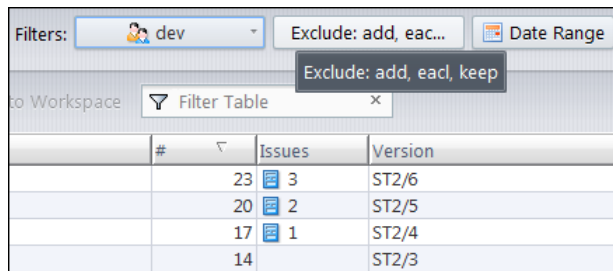 Filters: dev Exclude: add, eac... Date Range
Exclude: add, eacl, keep
to Workspace Filter Table ×
# Issues Version
23 3 ST2/6
20 2 ST2/5
17 1 ST2/4
14 ST2/3